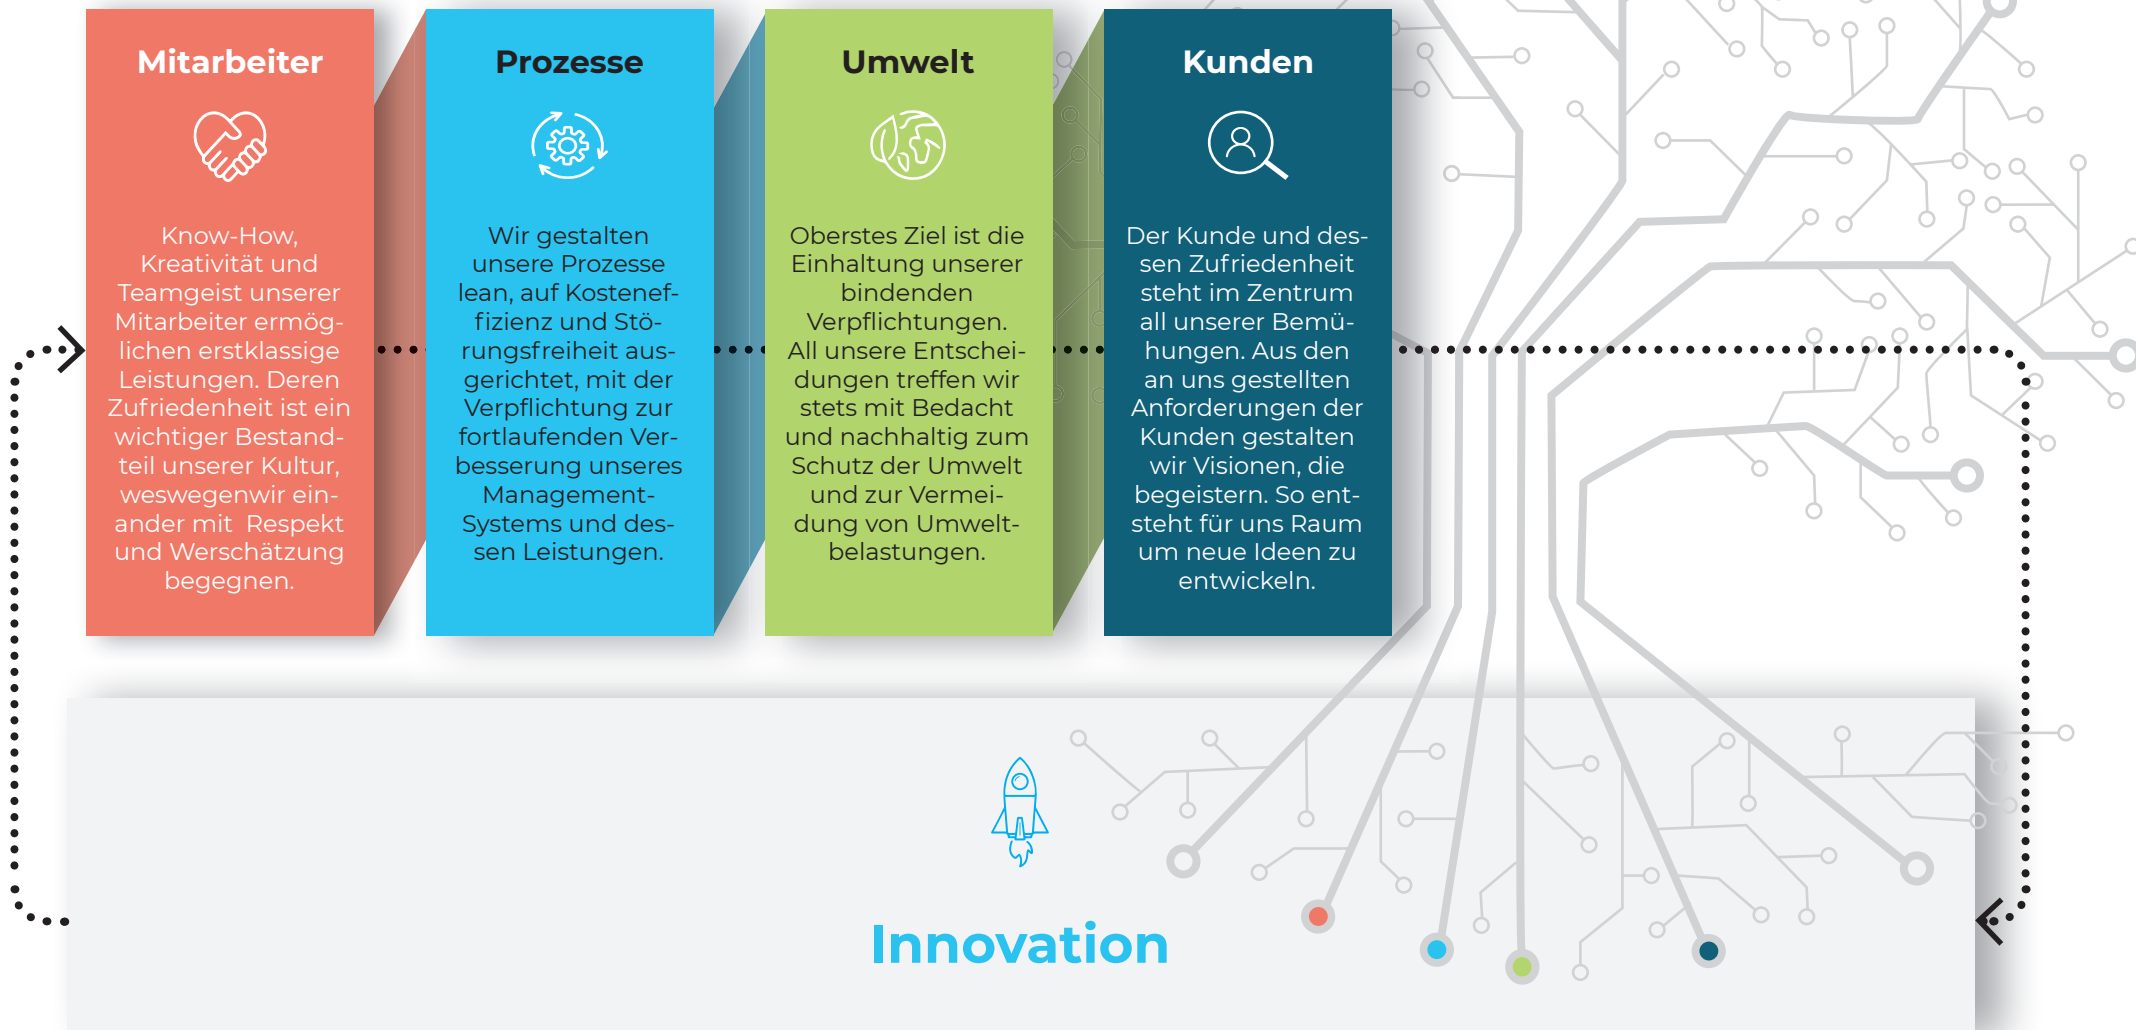 Mitarbeiter
Know-How,
Kreativität und
Teamgeist unserer
Mitarbeiter ermög-
lichen erstklassige
Leistungen. Deren
Zufriedenheit ist ein
wichtiger Bestand-
teil unserer Kultur,
weswegenwir ein-
ander mit  Respekt
und Werschätzung
begegnen.
Prozesse
Wir gestalten
unsere Prozesse
lean, auf Kostenef-
fizienz und Stö-
rungsfreiheit aus-
gerichtet, mit der
Verpflichtung zur
fortlaufenden Ver-
besserung unseres
Management-
Systems und des-
sen Leistungen.
Umwelt
Oberstes Ziel ist die
Einhaltung unserer
bindenden
Verpflichtungen.
All unsere Entschei-
dungen treffen wir
stets mit Bedacht
und nachhaltig zum
Schutz der Umwelt
und zur Vermei-
dung von Umwelt-
belastungen.
Kunden
Der Kunde und des-
sen Zufriedenheit
steht im Zentrum
all unserer Bemü-
hungen. Aus den
an uns gestellten
Anforderungen der
Kunden gestalten
wir Visionen, die
begeistern. So ent-
steht für uns Raum
um neue Ideen zu
entwickeln.
Innovation